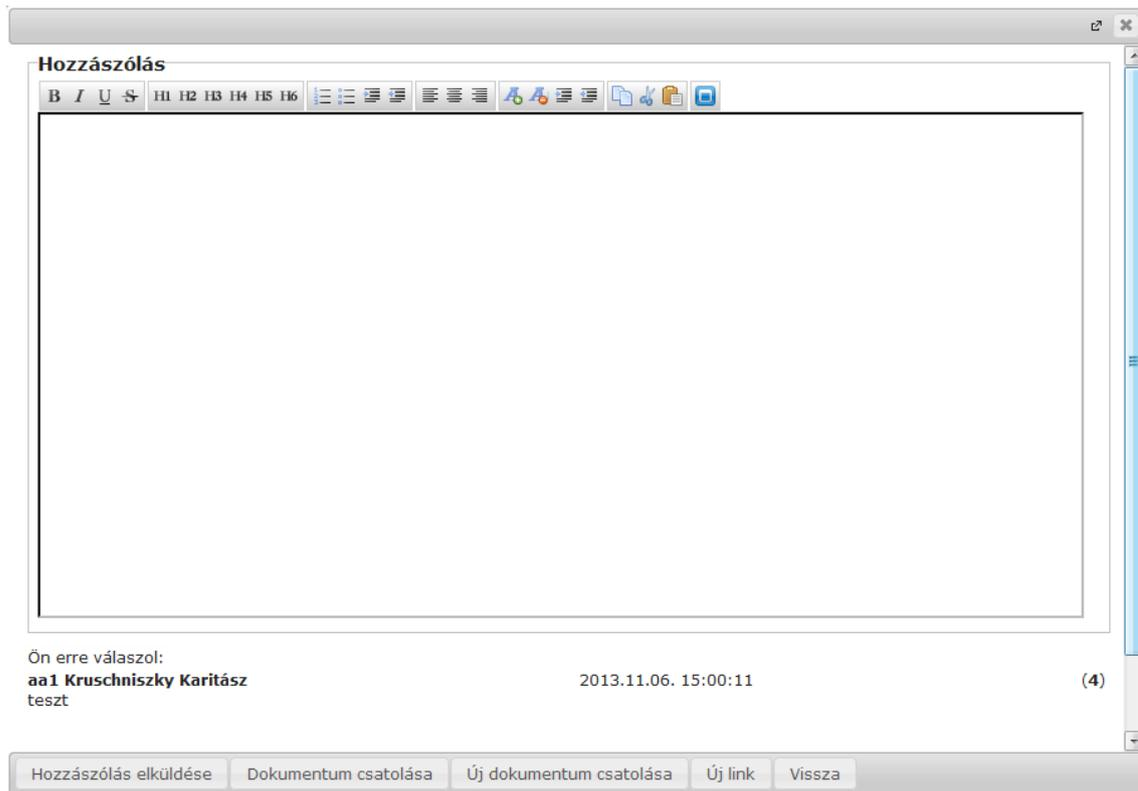 Hozzászólás
B I U S H1 H2 H3 H4 H5 H6
Ön erre válaszol:
aa1 Kruschniszky Karitász 2013.11.06. 15:00:11 (4)
teszt
Hozzászólás elküldése Dokumentum csatolása Új dokumentum csatolása Új link Vissza